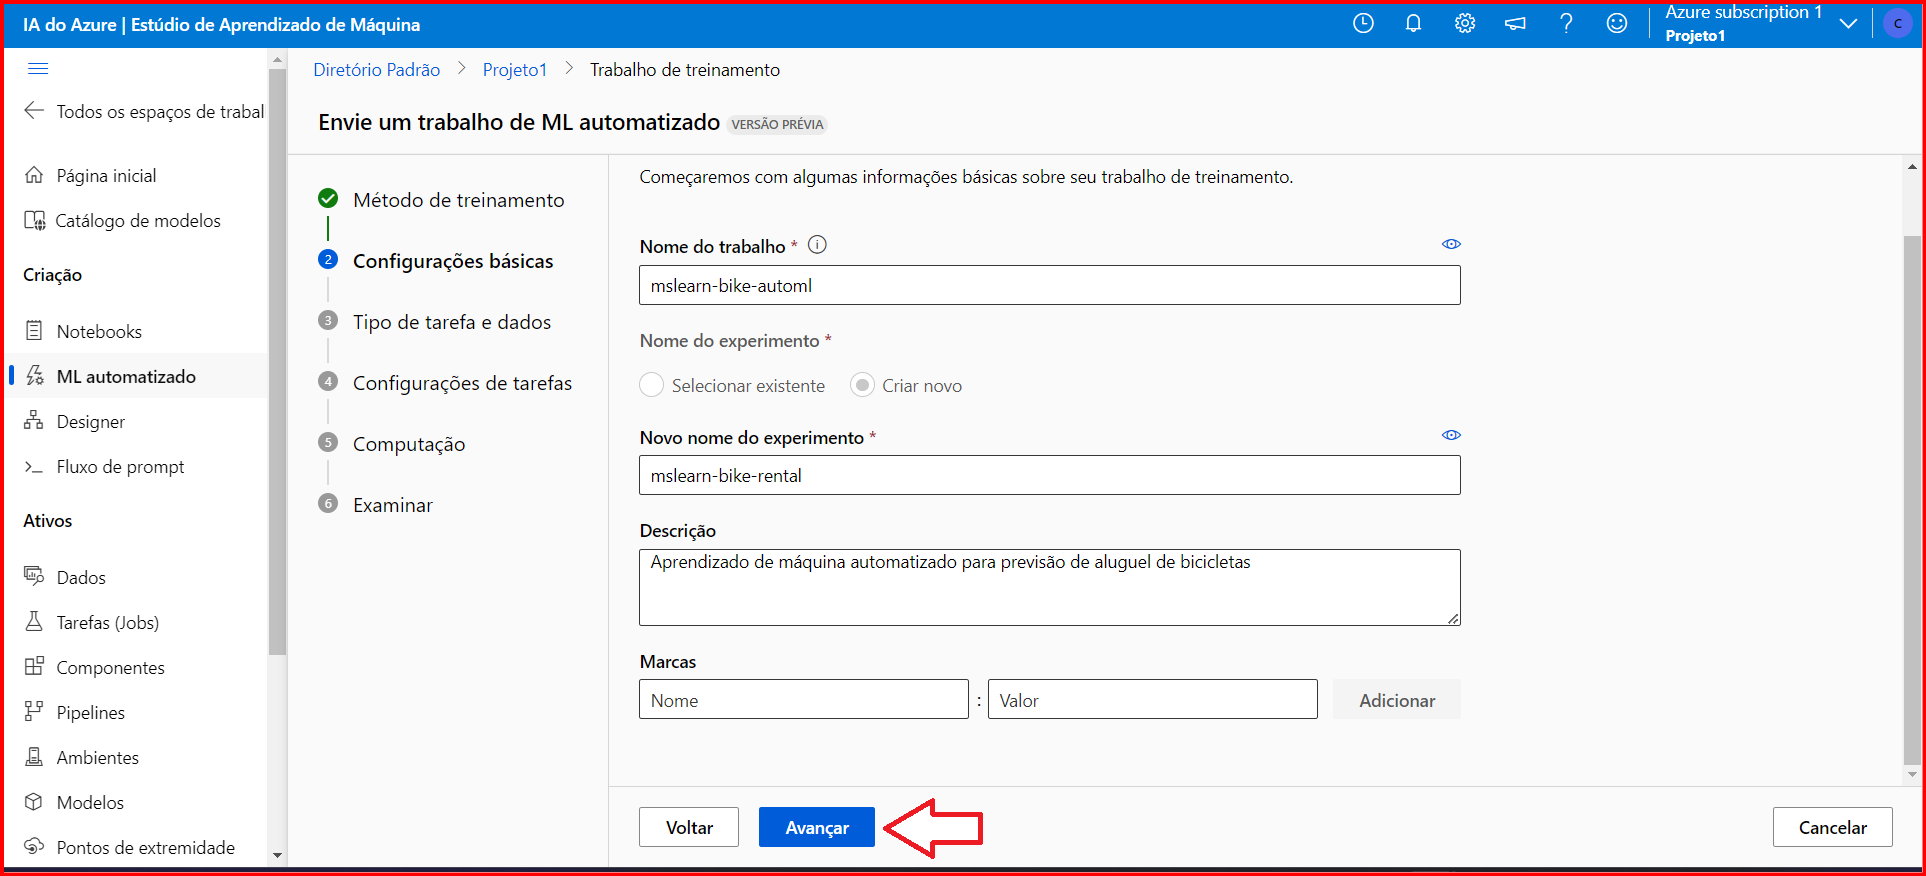 IA do Azure | Estúdio de Aprendizado de Máquina
Azure subscription 1
Projeto1
C
Todos os espaços de trabal
Página inicial
Catálogo de modelos
Criação
Notebooks
ML automatizado
Designer
Fluxo de prompt
Ativos
Dados
Tarefas (Jobs)
Componentes
Pipelines
Ambientes
Modelos
Pontos de extremidade
Diretório Padrão > Projeto1 > Trabalho de treinamento
Envie um trabalho de ML automatizado VERSÃO PRÉVIA
Método de treinamento
2 Configurações básicas
3 Tipo de tarefa e dados
4 Configurações de tarefas
5 Computação
6 Examinar
Começaremos com algumas informações básicas sobre seu trabalho de treinamento.
Nome do trabalho *
mslearn-bike-automl
Nome do experimento *
Selecionar existente Criar novo
Novo nome do experimento *
mslearn-bike-rental
Descrição
Aprendizado de máquina automatizado para previsão de aluguel de bicicletas
Marcas
Nome : Valor Adicionar
Voltar Avançar Cancelar